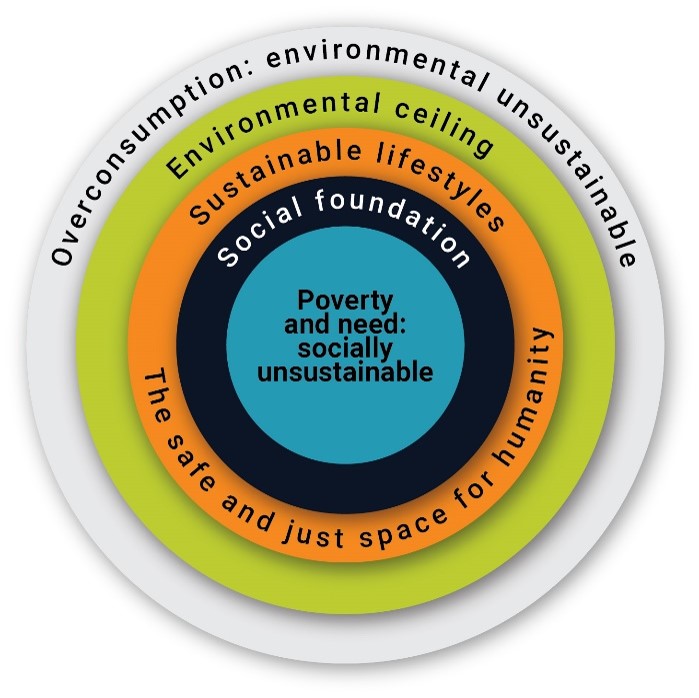 Overconsumption: environmental unsustainable
Environmental ceiling
Sustainable lifestyles
Social foundation
Poverty
and need:
socially
unsustainable
The safe and just space for humanity